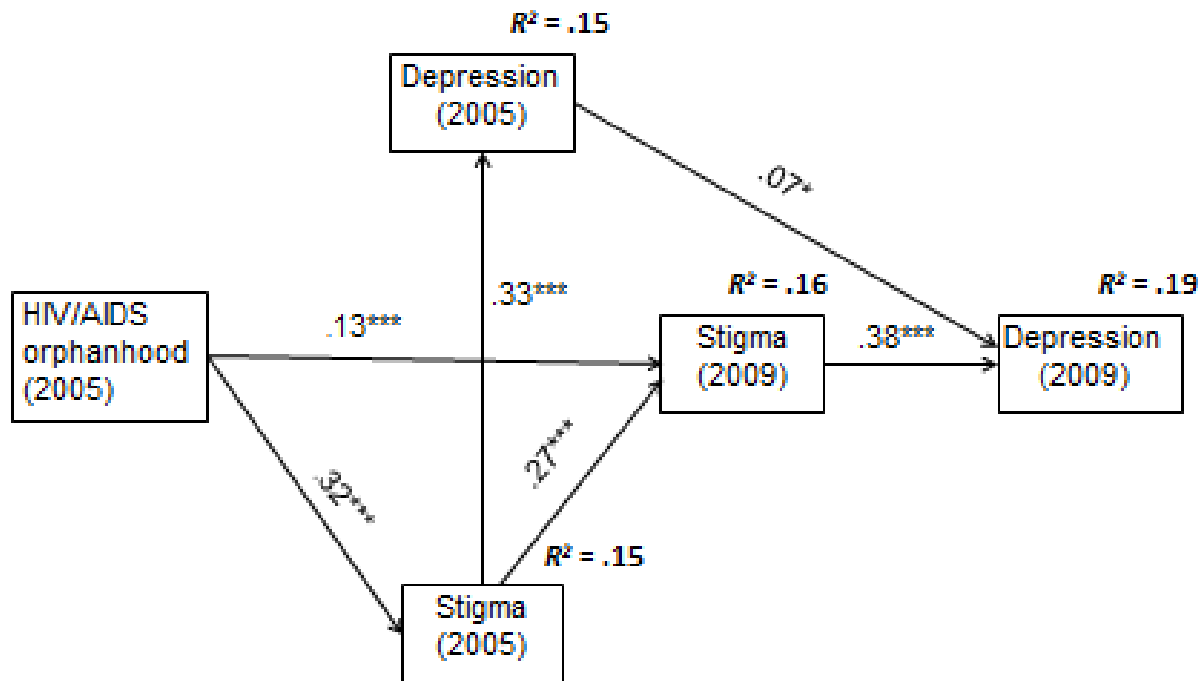 R² = .15
Depression
(2005)
.07*
R² = .16
R² = .19
HIV/AIDS
orphanhood
(2005)
.13***
.33***
Stigma
(2009)
.38***
Depression
(2009)
.32***
.27***
R² = .15
Stigma
(2005)